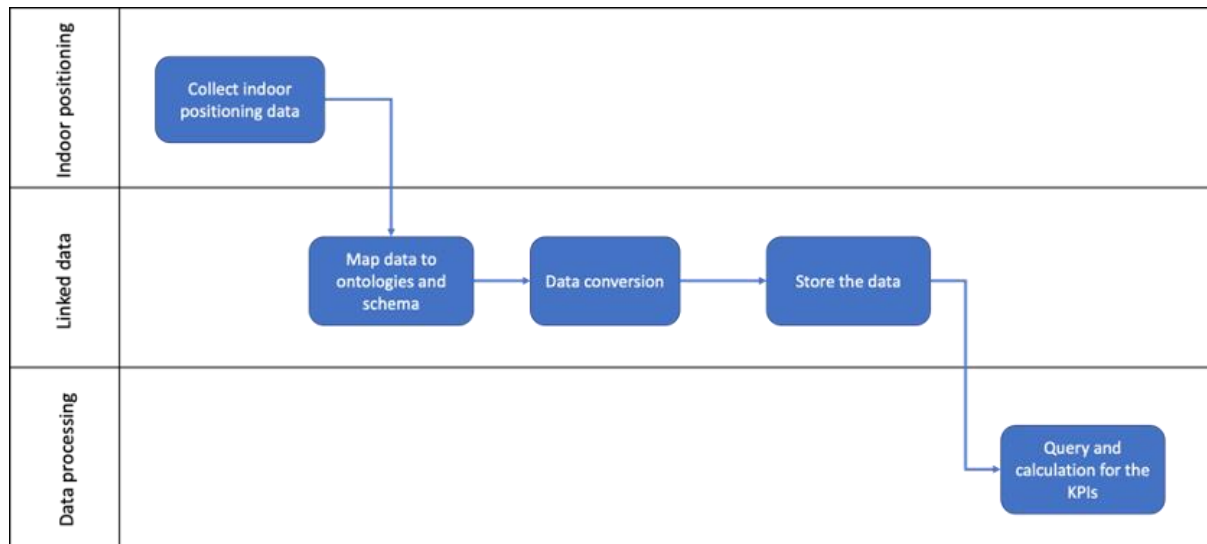 Indoor positioning
Collect indoor
positioning data
Linked data
Map data to
ontologies and
schema
Data conversion
Store the data
Data processing
Query and
calculation for the
KPIs